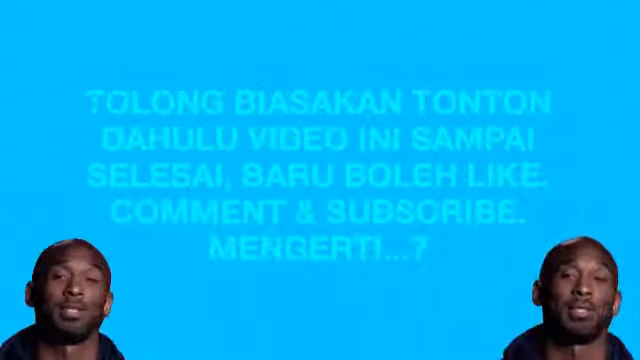 TOLONG BIASAKAN TONTON
DAHULU VIDEO INI SAMPAI
SELESAI, BARU BOLEH LIKE,
COMMENT & SUBSCRIBE.
MENGERTI...?